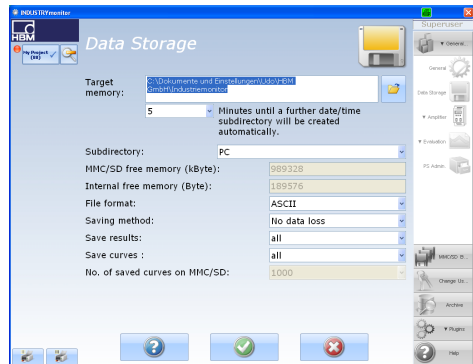 INDUSTRYmonitor
HBM
My Project
(SS)
Data Storage
Target
memory:
C:\Dokumente und Einstellungen\Udo\HBM
GmbH\Industriemonitor
5
Minutes
until a further date/time
subdirectory will be created
automatically.
Subdirectory:
PC
MMC/SD free memory (kByte):
989328
Internal free memory (Byte):
189576
File format:
ASCII
Saving method:
No data loss
Save results:
all
Save curves :
all
No. of saved curves on MMC/SD:
1000
Superuser
General...
General
Data Storage
Amplifier
Evaluation
PS Admin.
MMC/SD Br...
Change Us...
Archive
Plugins
Help